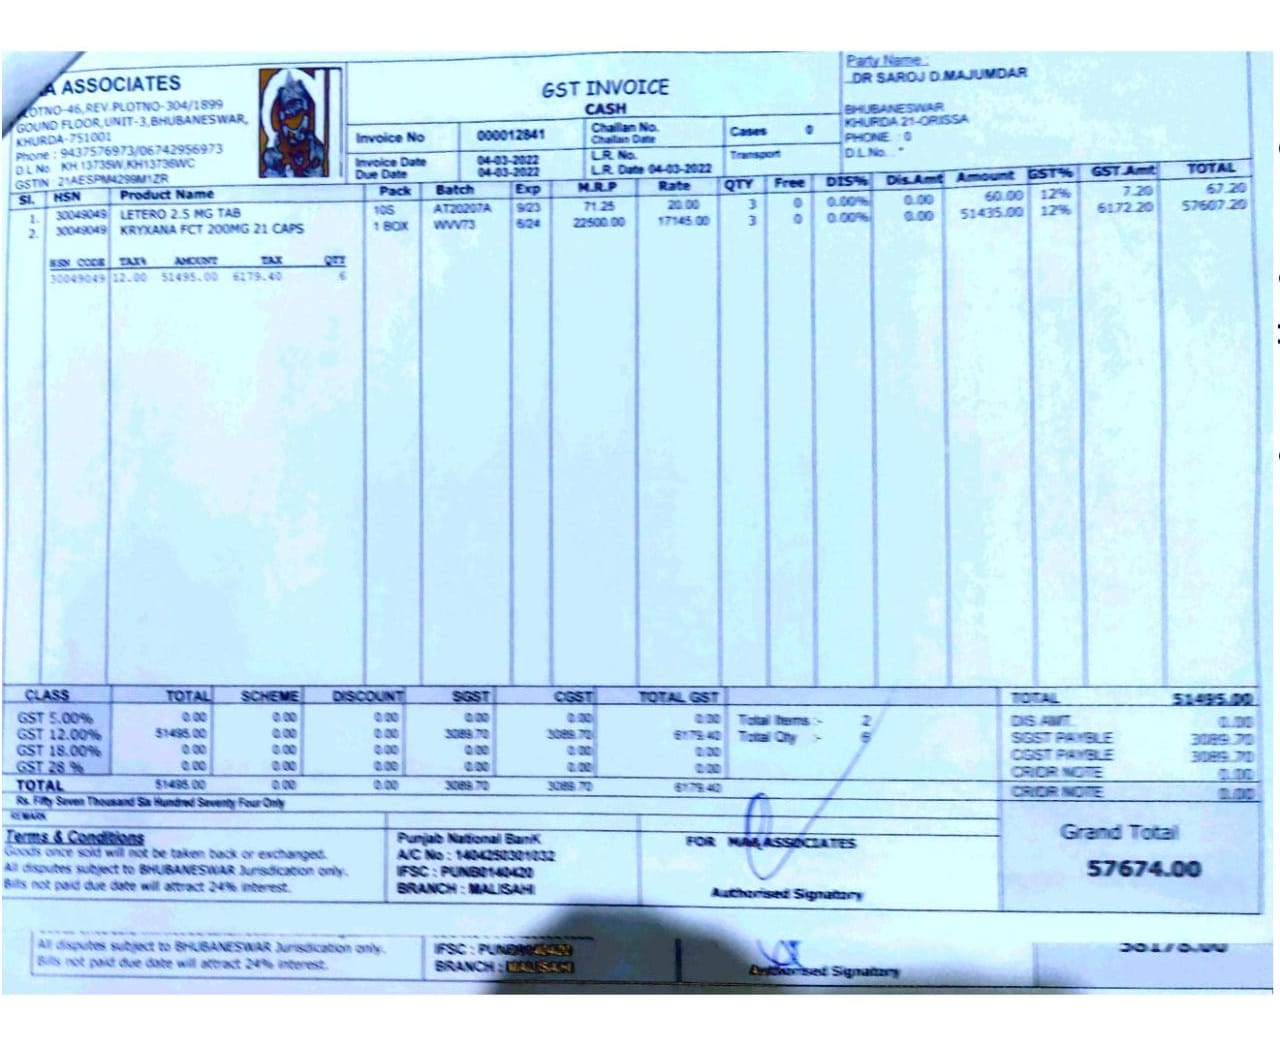 A ASSOCIATES
OTNO-46,REV.PLOTNO-304/1899
GOUND FLOOR,UNIT-3,BHUBANESWAR,
KHURDA-751001
Phone : 9437576973/06742956973
D.L.No. KH13735W,KH13736WC
GSTIN 21AESPM4299M1ZR
GST INVOICE
CASH
Invoice No 000012841 Challan No. Cases 0
Challan Date
Invoice Date 04-03-2022 L.R. No. Transport
Due Date 04-03-2022 L.R. Date 04-03-2022
Party Name :
DR SAROJ D.MAJUMDAR
BHUBANESWAR
KHURDA 21-ORISSA
PHONE : 0
D.L.No. .
Sl. HSN Product Name Pack Batch Exp M.R.P Rate QTY Free DIS% Dis.Amt Amount GST% GST.Amt TOTAL
1. 30049049 LETERO 2.5 MG TAB 10S AT20207A 9/23 71.25 20.00 3 0 0.00% 0.00 60.00 12% 7.20 67.20
2. 30049049 KRYXANA FCT 200MG 21 CAPS 1 BOX WVV73 6/24 22500.00 17145.00 3 0 0.00% 0.00 51435.00 12% 6172.20 57607.20
HSN CODE TAX% AMOUNT TAX QTY
30049049 12.00 51495.00 6179.40 6
CLASS TOTAL SCHEME DISCOUNT SGST CGST TOTAL GST
GST 5.00% 0.00 0.00 0.00 0.00 0.00 0.00
GST 12.00% 51495.00 0.00 0.00 3089.70 3089.70 6179.40
GST 18.00% 0.00 0.00 0.00 0.00 0.00 0.00
GST 28 % 0.00 0.00 0.00 0.00 0.00 0.00
TOTAL 51495.00 0.00 0.00 3089.70 3089.70 6179.40
Total Items :- 2
Total Qty :- 6
TOTAL 51495.00
DIS AMT. 0.00
SGST PAYBLE 3089.70
CGST PAYBLE 3089.70
CR/DR NOTE 0.00
CR/DR NOTE 0.00
Rs. Fifty Seven Thousand Six Hundred Seventy Four Only
REMARK
Terms & Conditions
Goods once sold will not be taken back or exchanged.
All disputes subject to BHUBANESWAR Jurisdication only.
Bills not paid due date will attract 24% interest.
Punjab National BanK
A/C No : 1404250301032
IFSC : PUNB0140420
BRANCH : MALISAHI
FOR MAA ASSOCIATES
Authorised Signatory
Grand Total
57674.00
All disputes subject to BHUBANESWAR Jurisdication only.
Bills not paid due date will attract 24% interest.
IFSC : PUNB0140420
BRANCH : MALISAHI
Authorised Signatory
58178.00